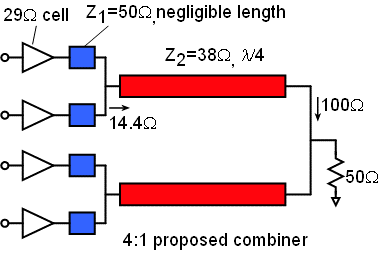 29Ω cell
Z1=50Ω,negligible length
Z2=38Ω, λ/4
14.4Ω
100Ω
50Ω
4:1 proposed combiner